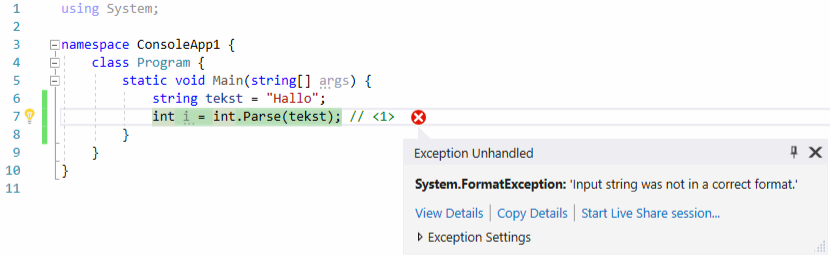 1 using System;
2
3 namespace ConsoleApp1 {
4 class Program {
5 static void Main(string[] args) {
6 string tekst = "Hallo";
7 int i = int.Parse(tekst); // <1>
8 }
9 }
10 }
11
Exception Unhandled
System.FormatException: 'Input string was not in a correct format.'
View Details | Copy Details | Start Live Share session...
Exception Settings